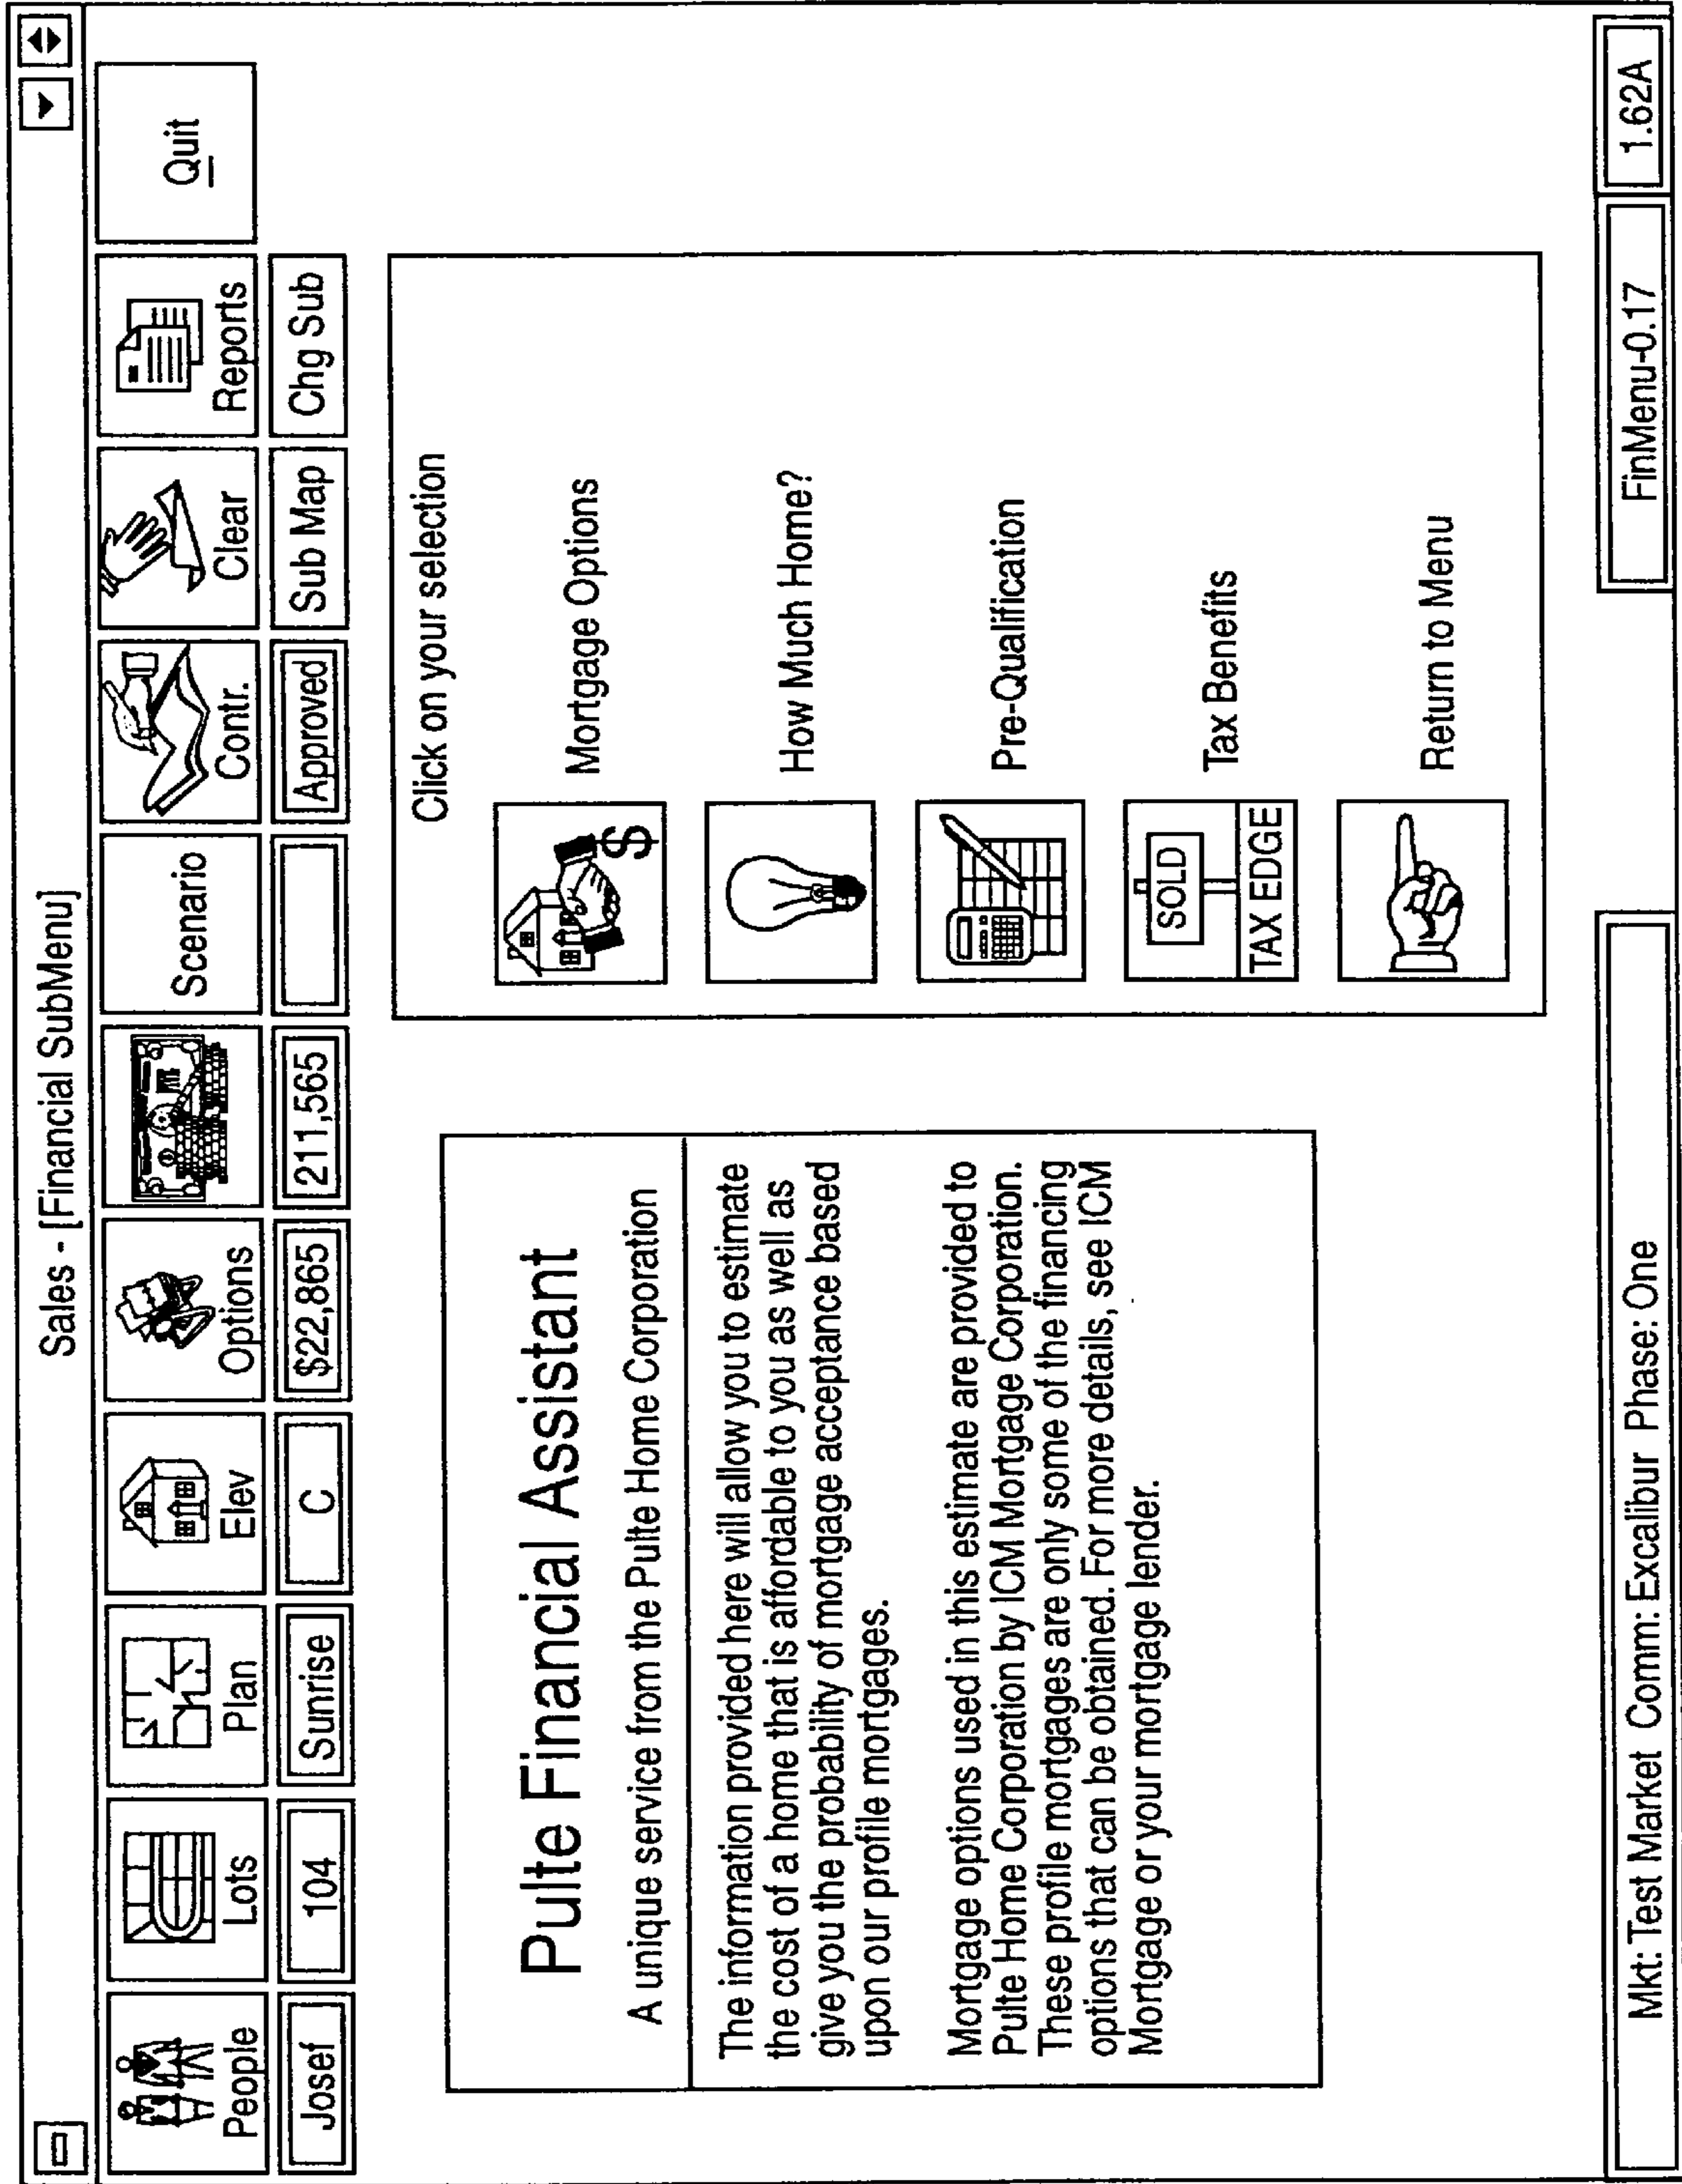 Sales - [Financial SubMenu]
People
Lots
Plan
Elev
Options
Scenario
Contr.
Clear
Reports
Quit
Josef
104
Sunrise
C
$22,865
211,565
Approved
Sub Map
Chg Sub
Pulte Financial Assistant
A unique service from the Pulte Home Corporation
The information provided here will allow you to estimate
the cost of a home that is affordable to you as well as
give you the probability of mortgage acceptance based
upon our profile mortgages.
Mortgage options used in this estimate are provided to
Pulte Home Corporation by ICM Mortgage Corporation.
These profile mortgages are only some of the financing
options that can be obtained. For more details, see ICM
Mortgage or your mortgage lender.
Click on your selection
$
Mortgage Options
How Much Home?
Pre-Qualification
SOLD
TAX EDGE
Tax Benefits
Return to Menu
Mkt: Test Market Comm: Excalibur Phase: One
FinMenu-0.17
1.62A